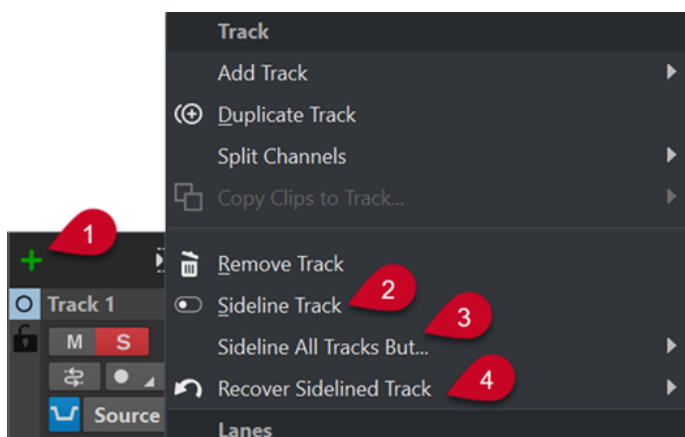 Track
Add Track
Duplicate Track
Split Channels
Copy Clips to Track...
1
Remove Track
2
Track 1
Sideline Track
3
M S
Sideline All Tracks But...
4
Recover Sidelined Track
Source
Lanes